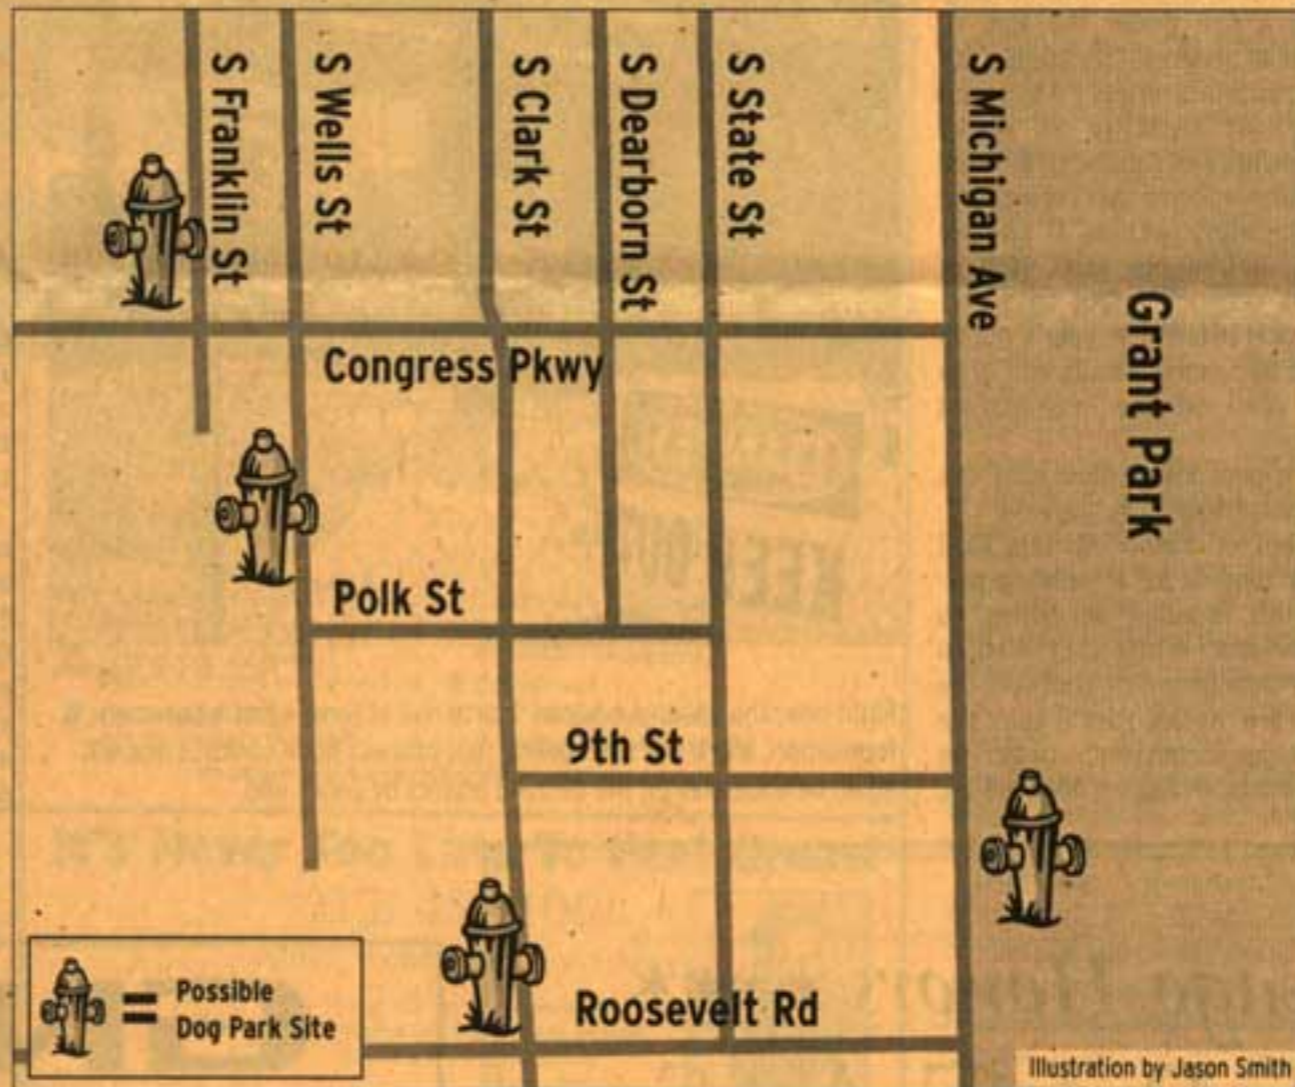 S Franklin St
S Wells St
S Clark St
S Dearborn St
S State St
S Michigan Ave
Grant Park
Congress Pkwy
Polk St
9th St
Roosevelt Rd
Possible
Dog Park Site
Illustration by Jason Smith